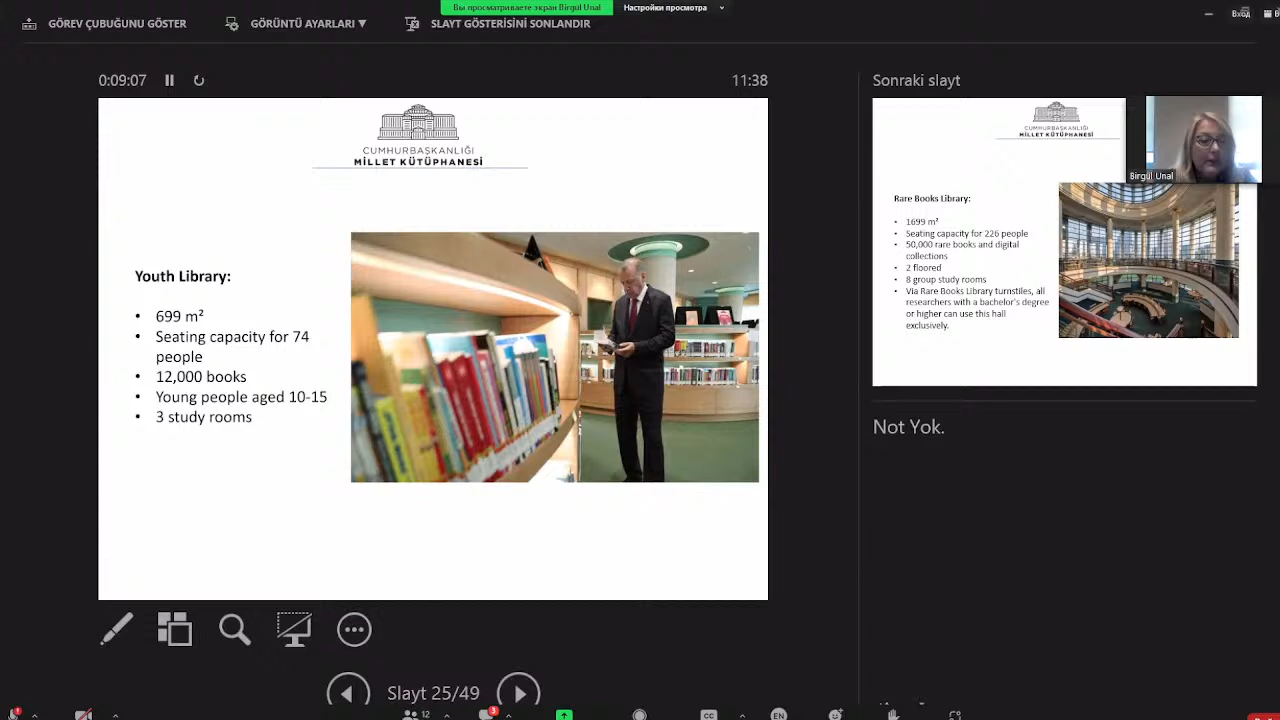 Вы просматриваете экран Birgul Unal
Настройки просмотра
GÖREV ÇUBUĞUNU GÖSTER
GÖRÜNTÜ AYARLARI ▼
SLAYT GÖSTERİSİNİ SONLANDIR
Вход
0:09:07
11:38
CUMHURBAŞKANLIĞI
MİLLET KÜTÜPHANESİ
Youth Library:
• 699 m²
• Seating capacity for 74
people
• 12,000 books
• Young people aged 10-15
• 3 study rooms
Sonraki slayt
CUMHURBAŞKANLIĞI
MİLLET KÜTÜPHANESİ
Birgul Unal
Rare Books Library:
• 1699 m²
• Seating capacity for 226 people
• 50,000 rare books and digital
collections
• 2 floored
• 8 group study rooms
• Via Rare Books Library turnstiles, all
researchers with a bachelor's degree
or higher can use this hall
exclusively.
Not Yok.
Slayt 25/49
12
3
CC
EN